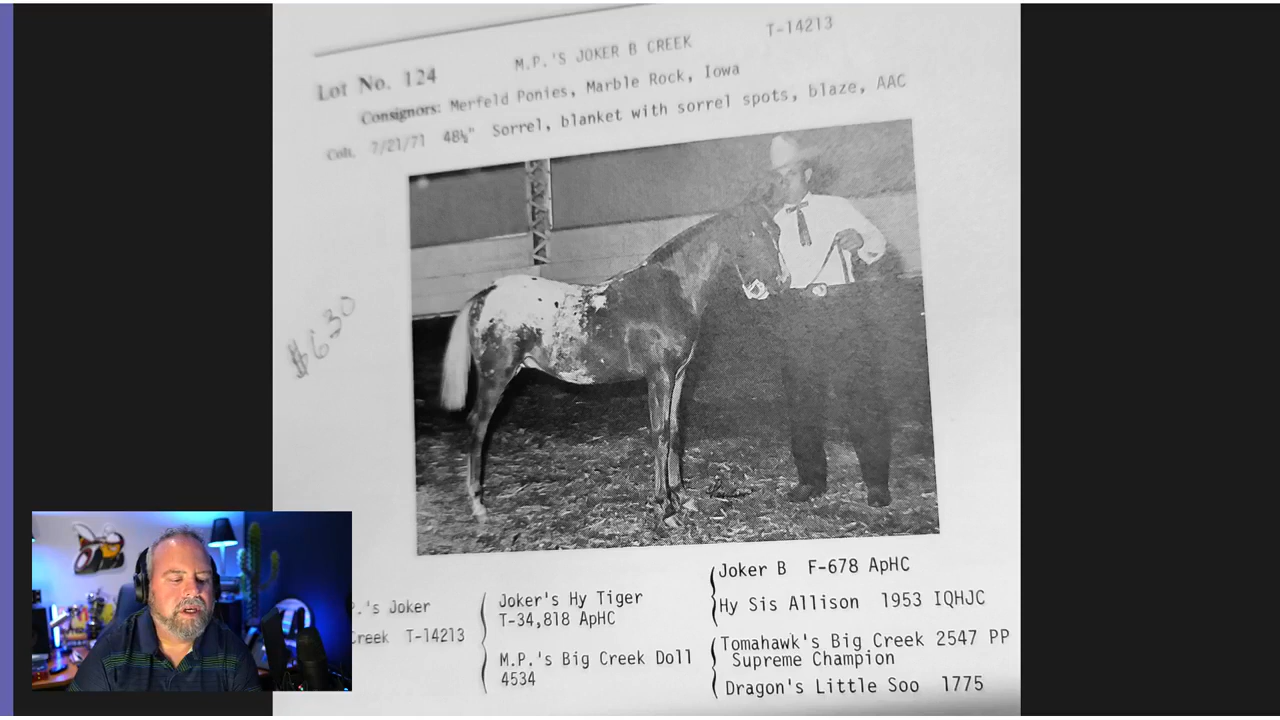 M.P.'S JOKER B CREEK T-14213
Lot No. 124
Consignors: Merfeld Ponies, Marble Rock, Iowa
Colt. 7/21/71 48½" Sorrel, blanket with sorrel spots, blaze, AAC
$630
Joker B F-678 ApHC
Joker's Hy Tiger
T-34,818 ApHC
Hy Sis Allison 1953 IQHJC
P.'s Joker
Creek T-14213
Tomahawk's Big Creek 2547 PP
Supreme Champion
M.P.'s Big Creek Doll
4534
Dragon's Little Soo 1775